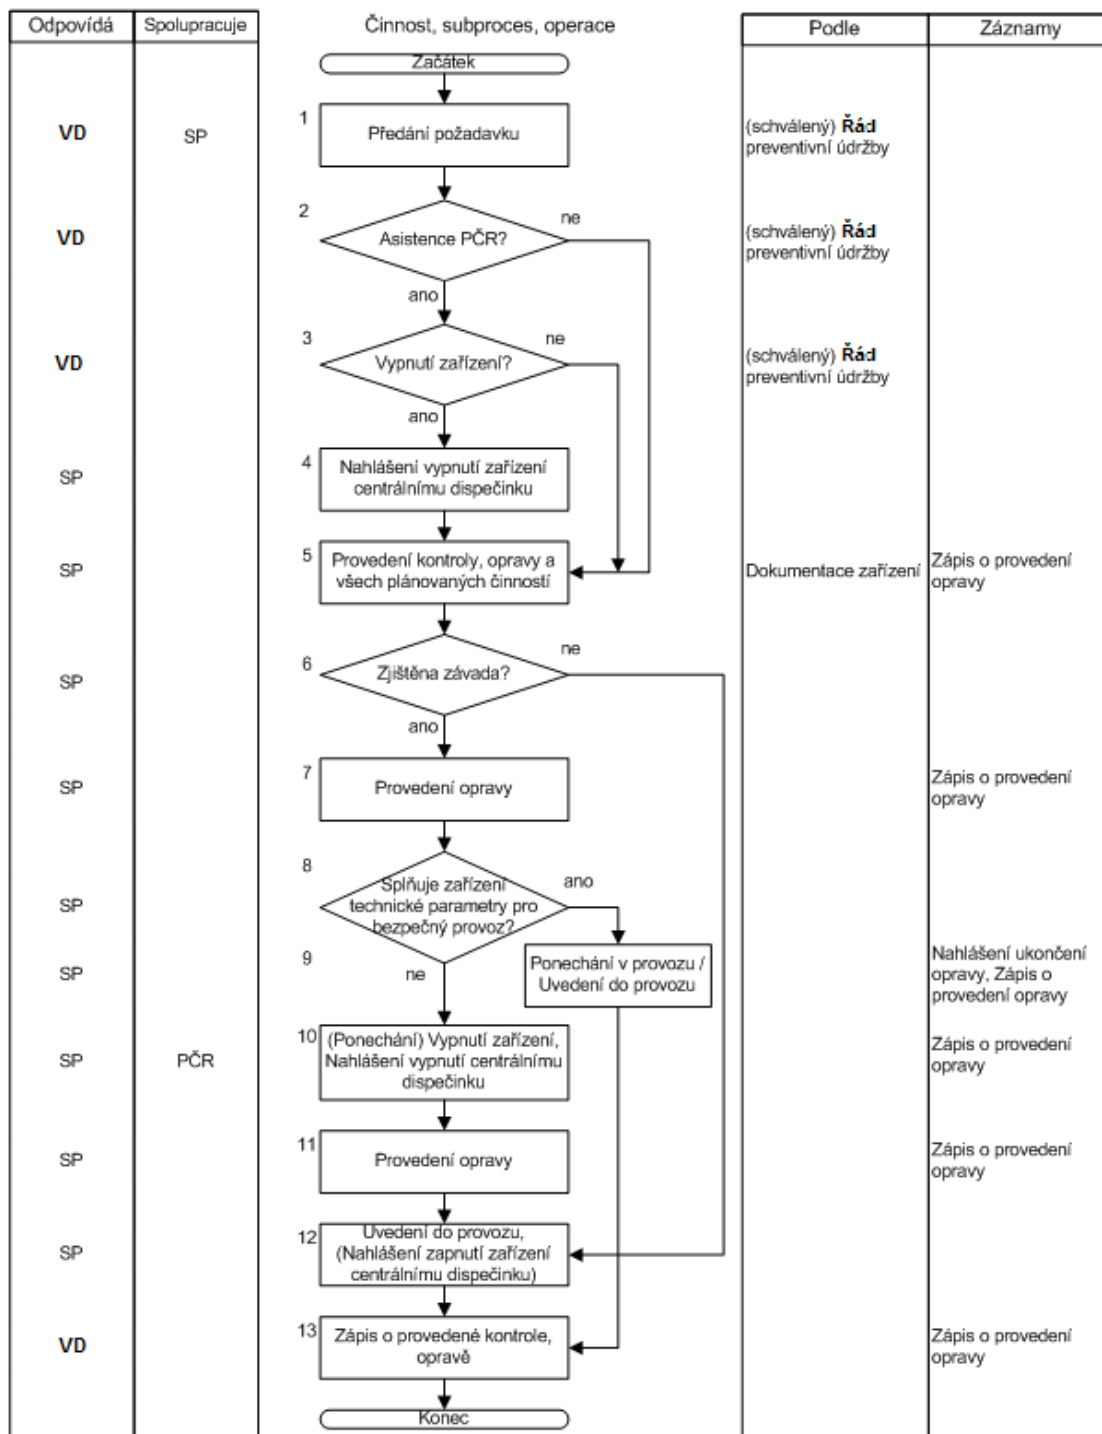 Odpovídá Spolupracuje Činnost, subproces, operace Podle Záznamy
Začátek
1
VD SP Předání požadavku (schválený) Řád
preventivní údržby
2 ne
VD Asistence PČR? (schválený) Řád
preventivní údržby
ano
3 ne
VD Vypnutí zařízení? (schválený) Řád
preventivní údržby
ano
4 Nahlášení vypnutí zařízení
SP centrálnímu dispečinku
5 Provedení kontroly, opravy a Zápis o provedení
SP všech plánovaných činností Dokumentace zařízení opravy
ne
6 Zjištěna závada?
SP
ano
7 Zápis o provedení
SP Provedení opravy opravy
8
Splňuje zařízení ano
SP technické parametry pro
bezpečný provoz?
9 ne Ponechání v provozu / Nahlášení ukončení
SP Uvedení do provozu opravy, Zápis o
provedení opravy
10 (Ponechání) Vypnutí zařízení, Zápis o provedení
SP PČR Nahlášení vypnutí centrálnímu opravy
dispečinku
11 Zápis o provedení
SP Provedení opravy opravy
12 Uvedení do provozu,
SP (Nahlášení zapnutí zařízení
centrálnímu dispečinku)
13 Zápis o provedené kontrole, Zápis o provedení
VD opravě opravy
Konec